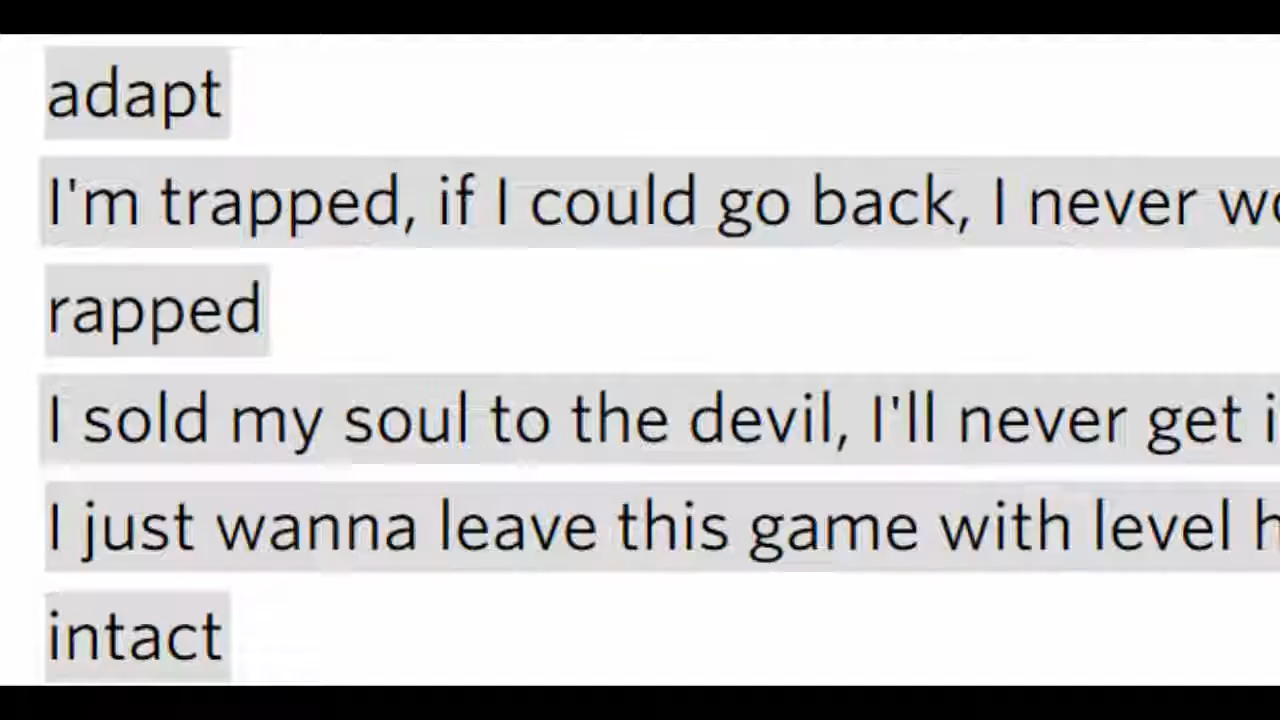 adapt
I'm trapped, if I could go back, I never
rapped
I sold my soul to the devil, I'll never get
I just wanna leave this game with level
intact